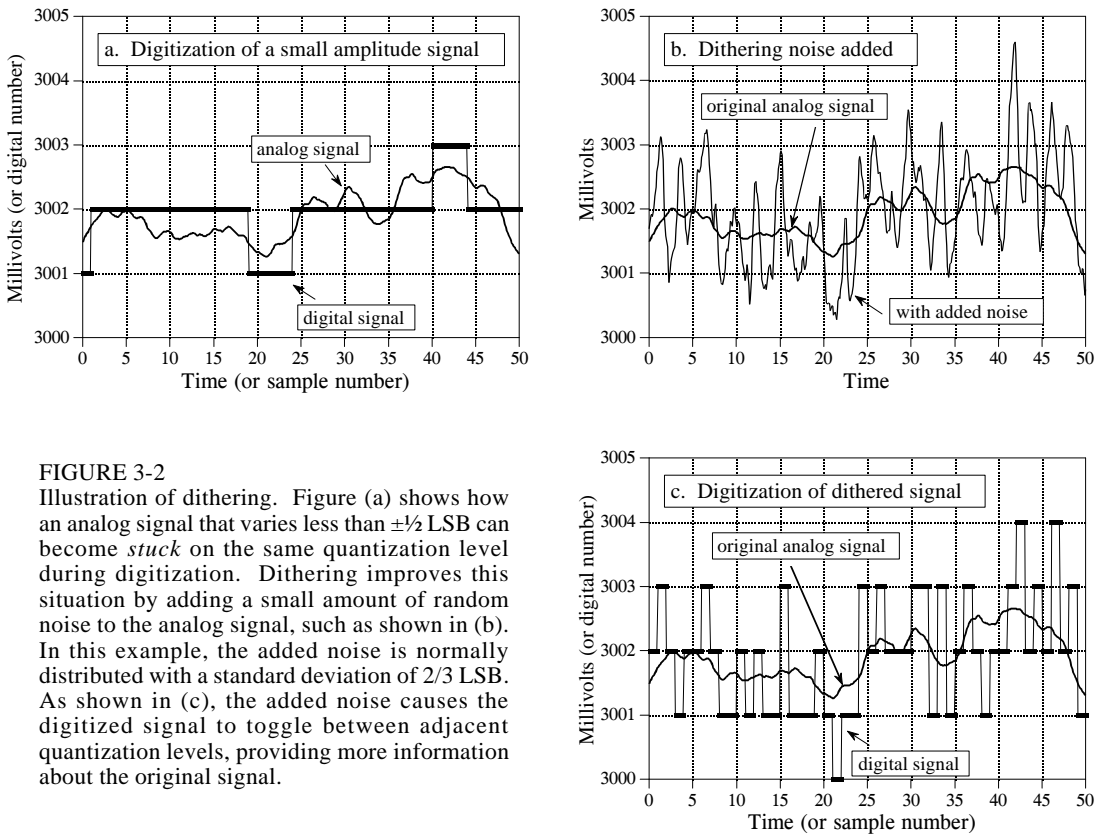 a. Digitization of a small amplitude signal
Millivolts (or digital number)
3005
3004
3003
3002
3001
3000
analog signal
digital signal
0 5 10 15 20 25 30 35 40 45 50
Time (or sample number)
b. Dithering noise added
Millivolts
3005
3004
3003
3002
3001
3000
original analog signal
with added noise
0 5 10 15 20 25 30 35 40 45 50
Time
FIGURE 3-2
Illustration of dithering. Figure (a) shows how
an analog signal that varies less than ±½ LSB can
become stuck on the same quantization level
during digitization. Dithering improves this
situation by adding a small amount of random
noise to the analog signal, such as shown in (b).
In this example, the added noise is normally
distributed with a standard deviation of 2/3 LSB.
As shown in (c), the added noise causes the
digitized signal to toggle between adjacent
quantization levels, providing more information
about the original signal.
c. Digitization of dithered signal
Millivolts (or digital number)
3005
3004
3003
3002
3001
3000
original analog signal
digital signal
0 5 10 15 20 25 30 35 40 45 50
Time (or sample number)